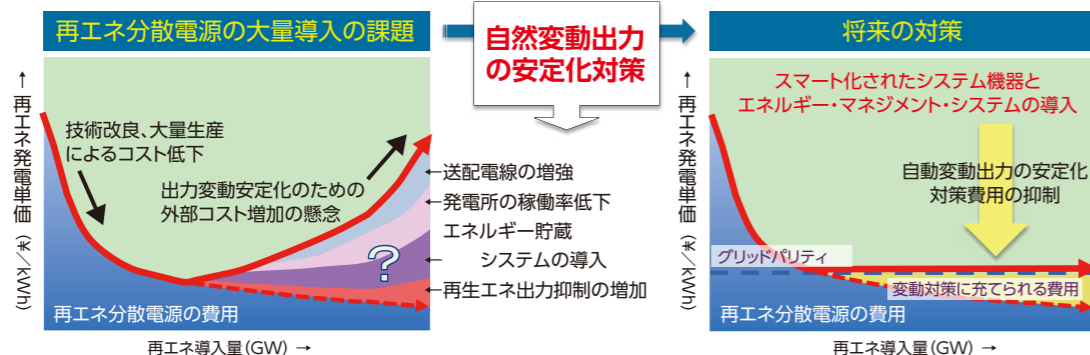 再エネ分散電源の大量導入の課題
自然変動出力
の安定化対策
将来の対策
↑ 再エネ発電単価 (¥/kWh)
技術改良、大量生産
によるコスト低下
出力変動安定化のための
外部コスト増加の懸念
?
再エネ分散電源の費用
再エネ導入量(GW) →
←送配電線の増強
←発電所の稼働率低下
エネルギー貯蔵
システムの導入
←再生エネ出力抑制の増加
↑ 再エネ発電単価 (¥/kWh)
スマート化されたシステム機器と
エネルギー・マネジメント・システムの導入
自動変動出力の安定化
対策費用の抑制
グリッドパリティ
変動対策に充てられる費用
再エネ分散電源の費用
再エネ導入量(GW) →